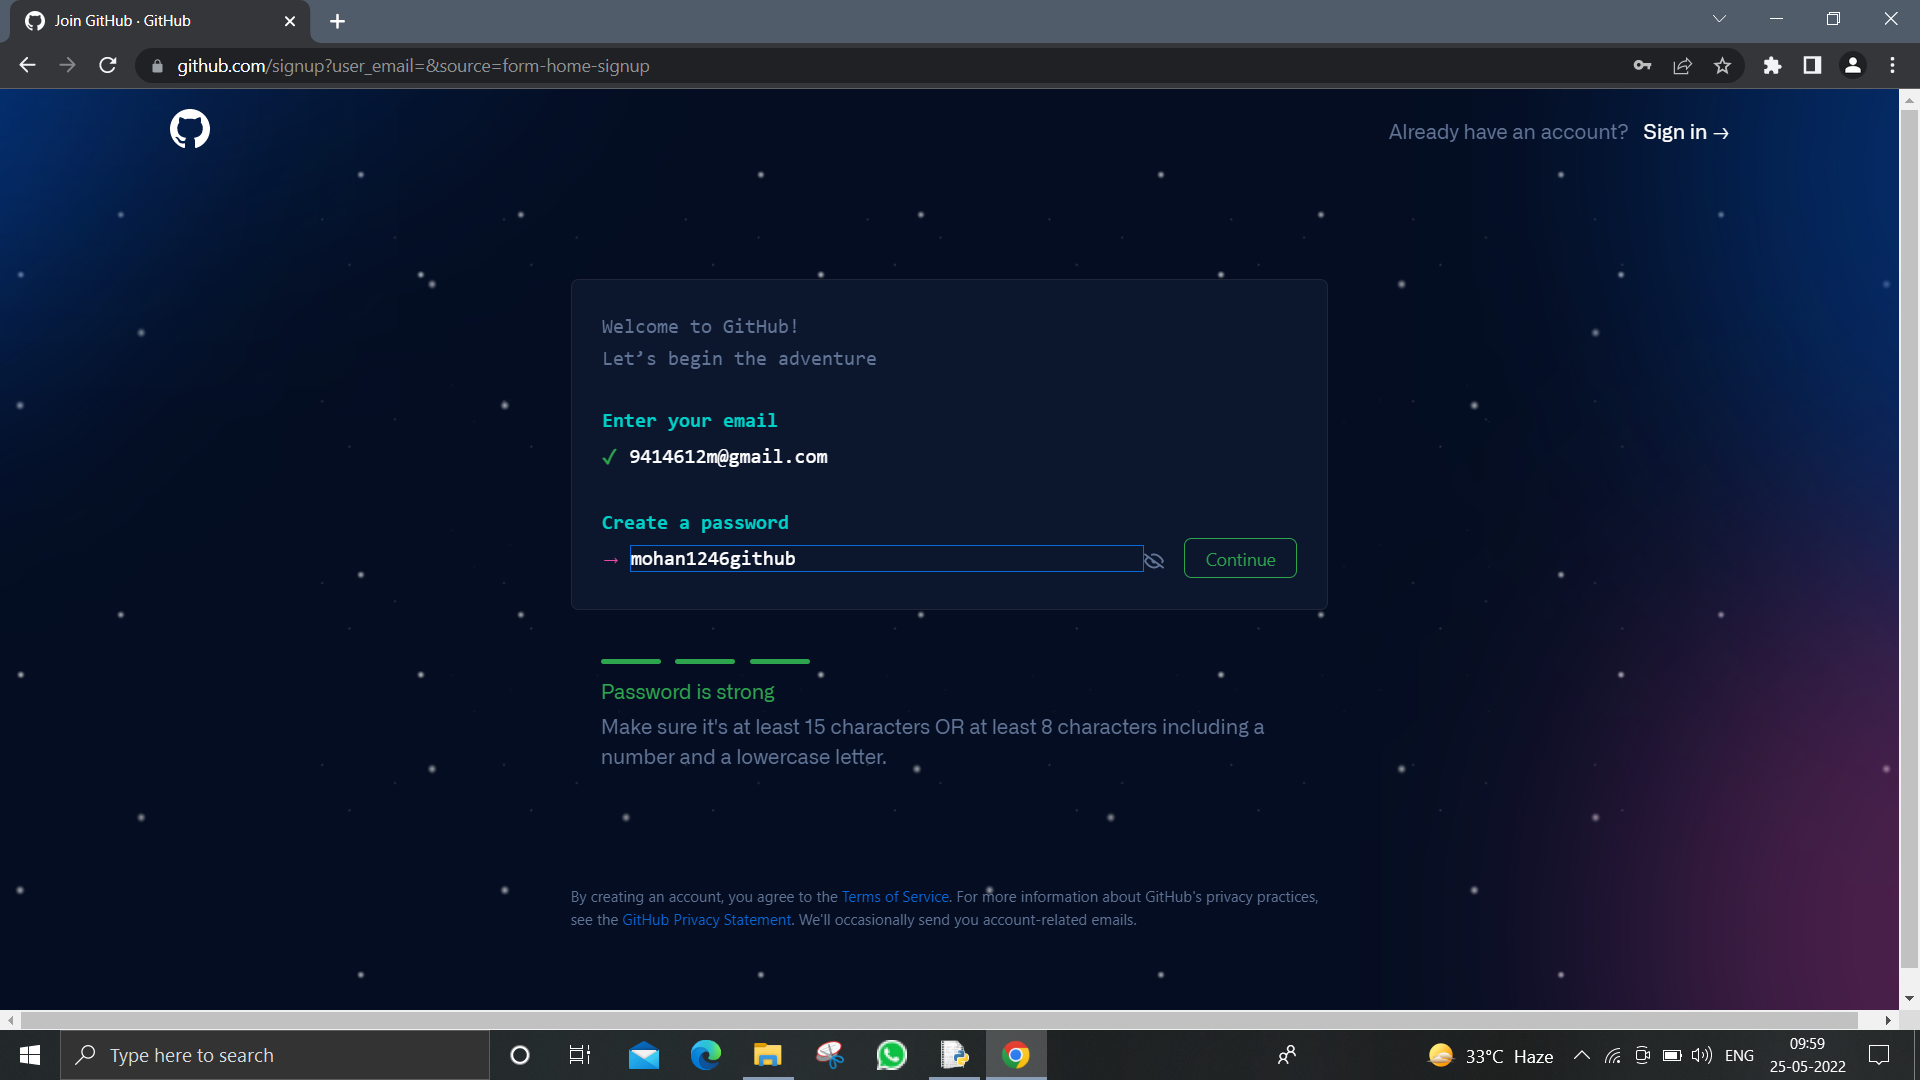 Join GitHub · GitHub
github.com/signup?user_email=&source=form-home-signup
Already have an account? Sign in →
Welcome to GitHub!
Let’s begin the adventure
Enter your email
✓ 9414612m@gmail.com
Create a password
→ mohan1246github
Continue
Password is strong
Make sure it's at least 15 characters OR at least 8 characters including a
number and a lowercase letter.
By creating an account, you agree to the Terms of Service. For more information about GitHub's privacy practices,
see the GitHub Privacy Statement. We'll occasionally send you account-related emails.
Type here to search
33°C Haze
ENG
09:59
25-05-2022